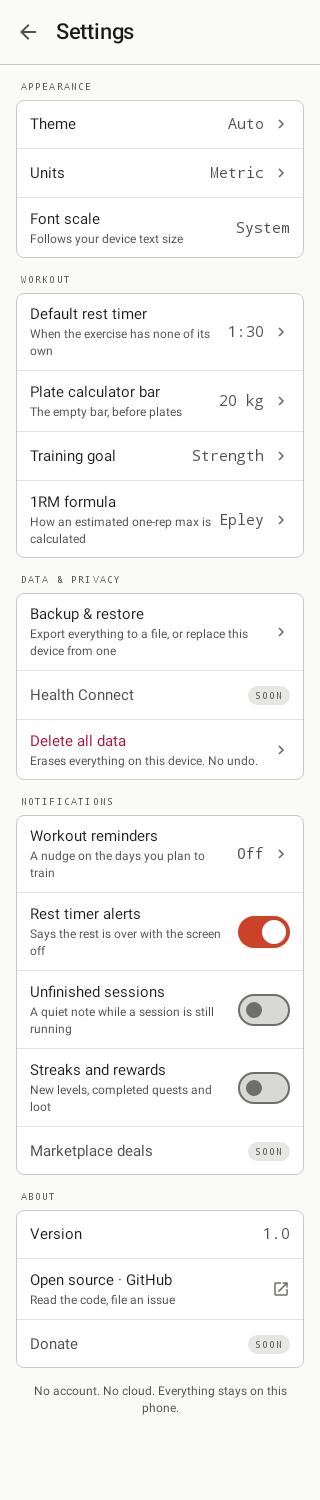 Settings
APPEARANCE
Theme
Auto
Units
Metric
Font scale
Follows your device text size
System
WORKOUT
Default rest timer
When the exercise has none of its
own
1:30
Plate calculator bar
The empty bar, before plates
20 kg
Training goal
Strength
1RM formula
How an estimated one-rep max is
calculated
Epley
DATA & PRIVACY
Backup & restore
Export everything to a file, or replace this
device from one
Health Connect
SOON
Delete all data
Erases everything on this device. No undo.
NOTIFICATIONS
Workout reminders
A nudge on the days you plan to
train
Off
Rest timer alerts
Says the rest is over with the screen
off
Unfinished sessions
A quiet note while a session is still
running
Streaks and rewards
New levels, completed quests and
loot
Marketplace deals
SOON
ABOUT
Version
1.0
Open source · GitHub
Read the code, file an issue
Donate
SOON
No account. No cloud. Everything stays on this
phone.